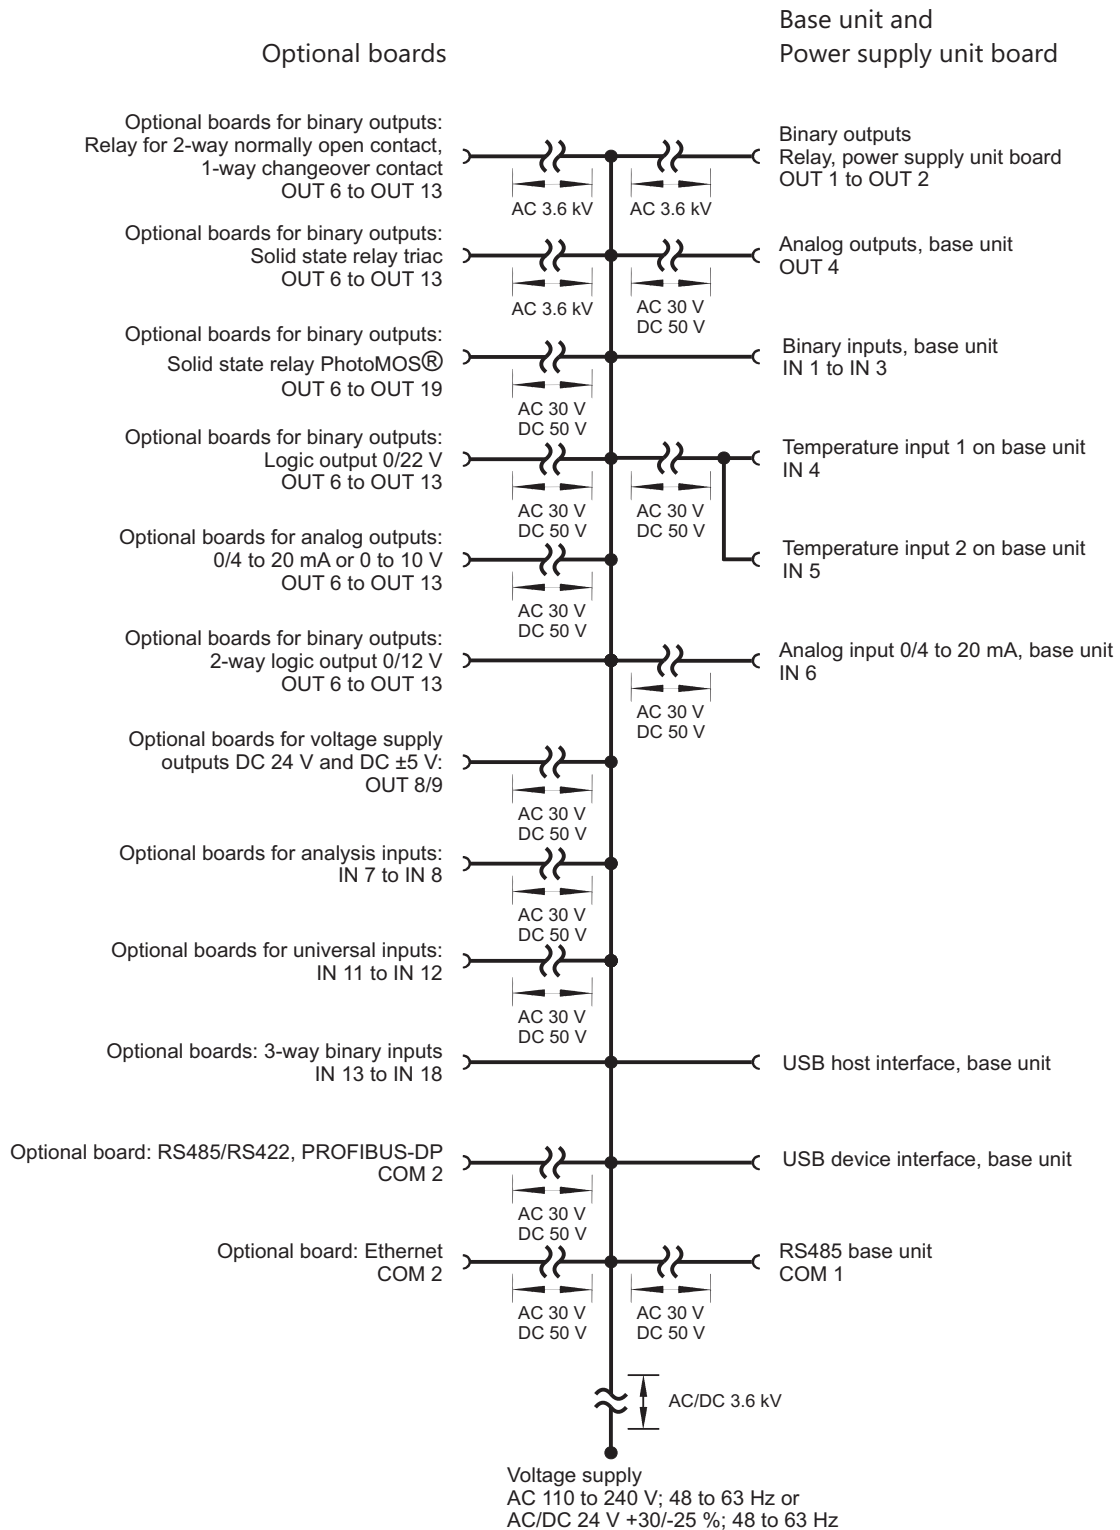 Base unit and
Optional boards
Power supply unit board
Optional boards for binary outputs:
Relay for 2-way normally open contact,
1-way changeover contact
OUT 6 to OUT 13
AC 3.6 kV
AC 3.6 kV
Binary outputs
Relay, power supply unit board
OUT 1 to OUT 2
Optional boards for binary outputs:
Solid state relay triac
OUT 6 to OUT 13
AC 3.6 kV
AC 30 V
DC 50 V
Analog outputs, base unit
OUT 4
Optional boards for binary outputs:
Solid state relay PhotoMOS®
OUT 6 to OUT 19
AC 30 V
DC 50 V
Binary inputs, base unit
IN 1 to IN 3
Optional boards for binary outputs:
Logic output 0/22 V
OUT 6 to OUT 13
AC 30 V
DC 50 V
AC 30 V
DC 50 V
Temperature input 1 on base unit
IN 4
Optional boards for analog outputs:
0/4 to 20 mA or 0 to 10 V
OUT 6 to OUT 13
AC 30 V
DC 50 V
Temperature input 2 on base unit
IN 5
Optional boards for binary outputs:
2-way logic output 0/12 V
OUT 6 to OUT 13
AC 30 V
DC 50 V
Analog input 0/4 to 20 mA, base unit
IN 6
Optional boards for voltage supply
outputs DC 24 V and DC ±5 V:
OUT 8/9
AC 30 V
DC 50 V
Optional boards for analysis inputs:
IN 7 to IN 8
AC 30 V
DC 50 V
Optional boards for universal inputs:
IN 11 to IN 12
AC 30 V
DC 50 V
Optional boards: 3-way binary inputs
IN 13 to IN 18
USB host interface, base unit
Optional board: RS485/RS422, PROFIBUS-DP
COM 2
AC 30 V
DC 50 V
USB device interface, base unit
Optional board: Ethernet
COM 2
AC 30 V
DC 50 V
AC 30 V
DC 50 V
RS485 base unit
COM 1
AC/DC 3.6 kV
Voltage supply
AC 110 to 240 V; 48 to 63 Hz or
AC/DC 24 V +30/-25 %; 48 to 63 Hz